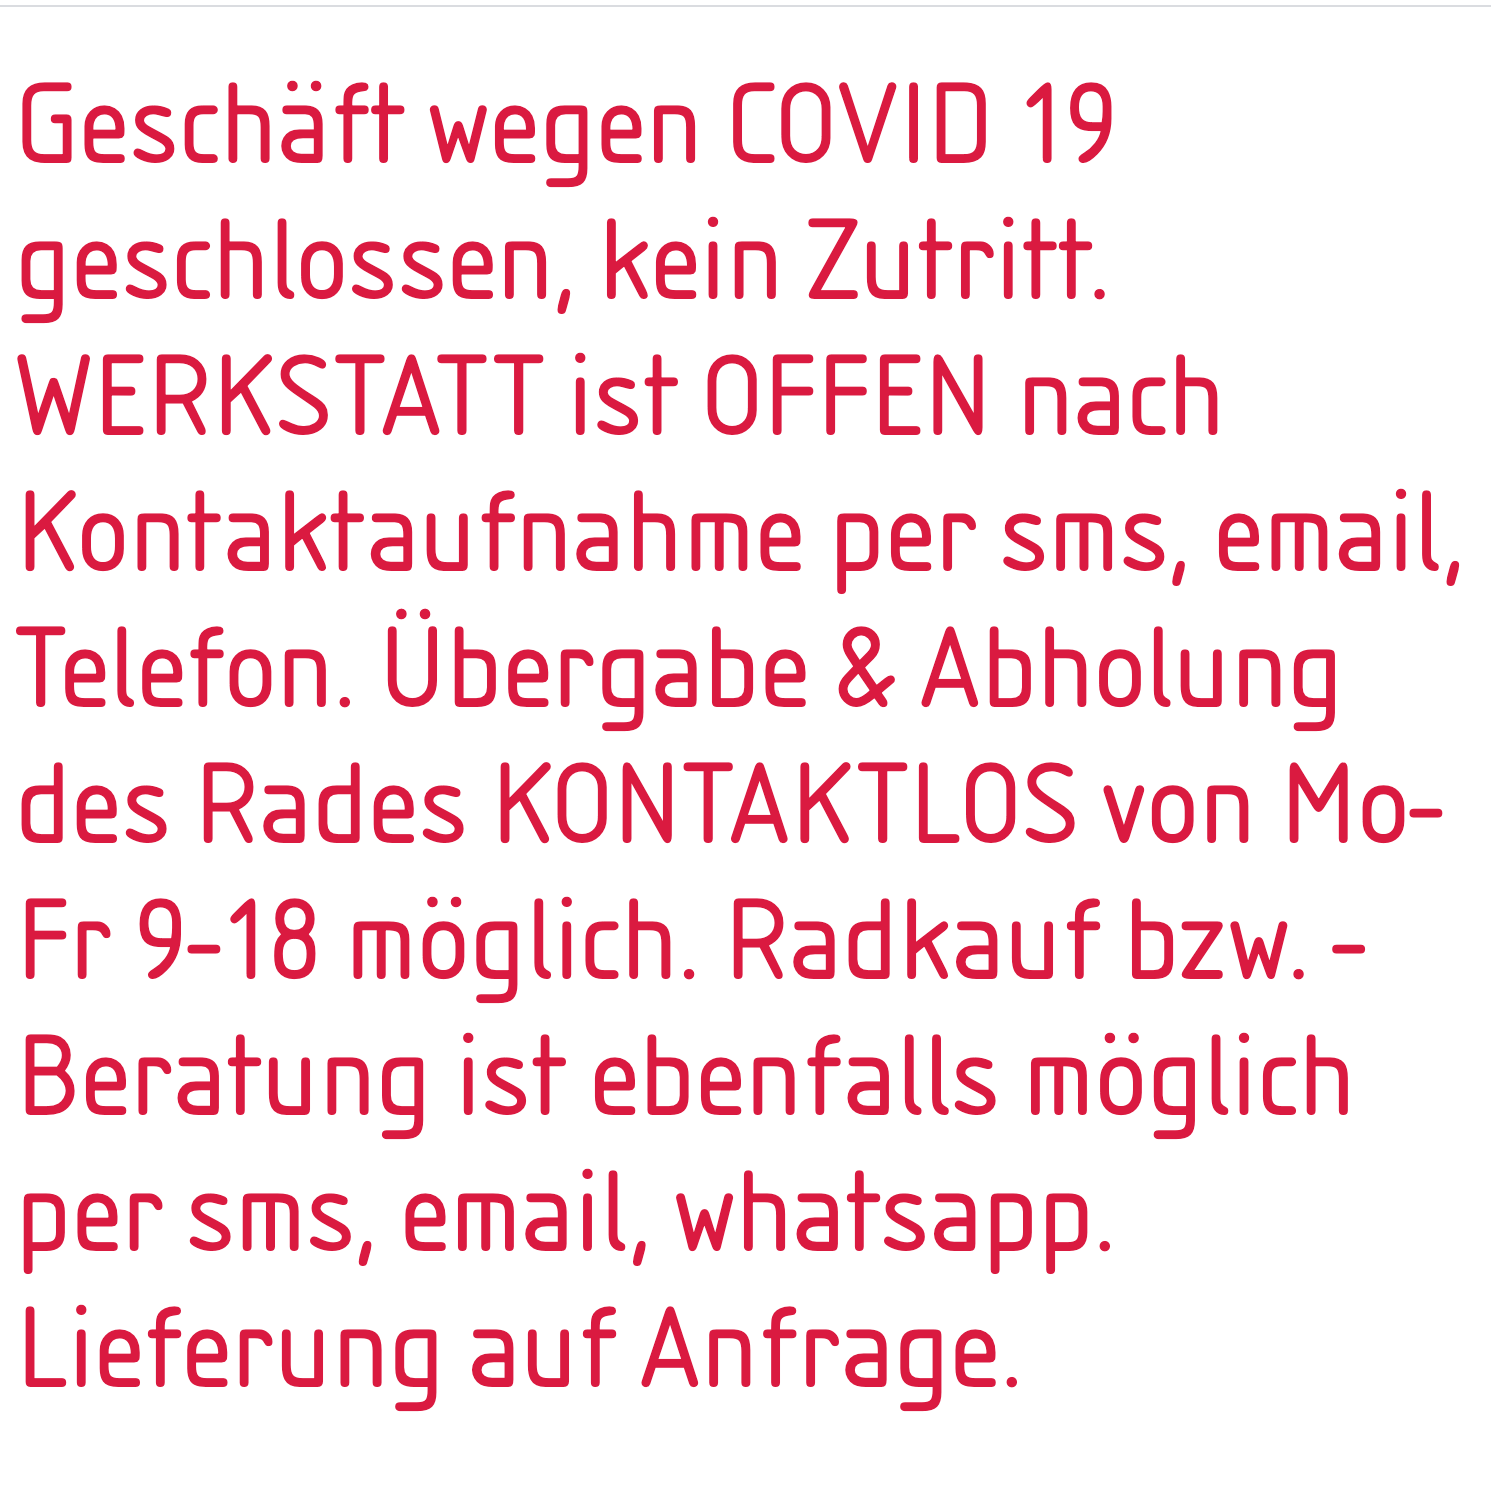 Geschäft wegen COVID 19
geschlossen, kein Zutritt.
WERKSTATT ist OFFEN nach
Kontaktaufnahme per sms, email,
Telefon. Übergabe & Abholung
des Rades KONTAKTLOS von Mo-
Fr 9-18 möglich. Radkauf bzw. -
Beratung ist ebenfalls möglich
per sms, email, whatsapp.
Lieferung auf Anfrage.